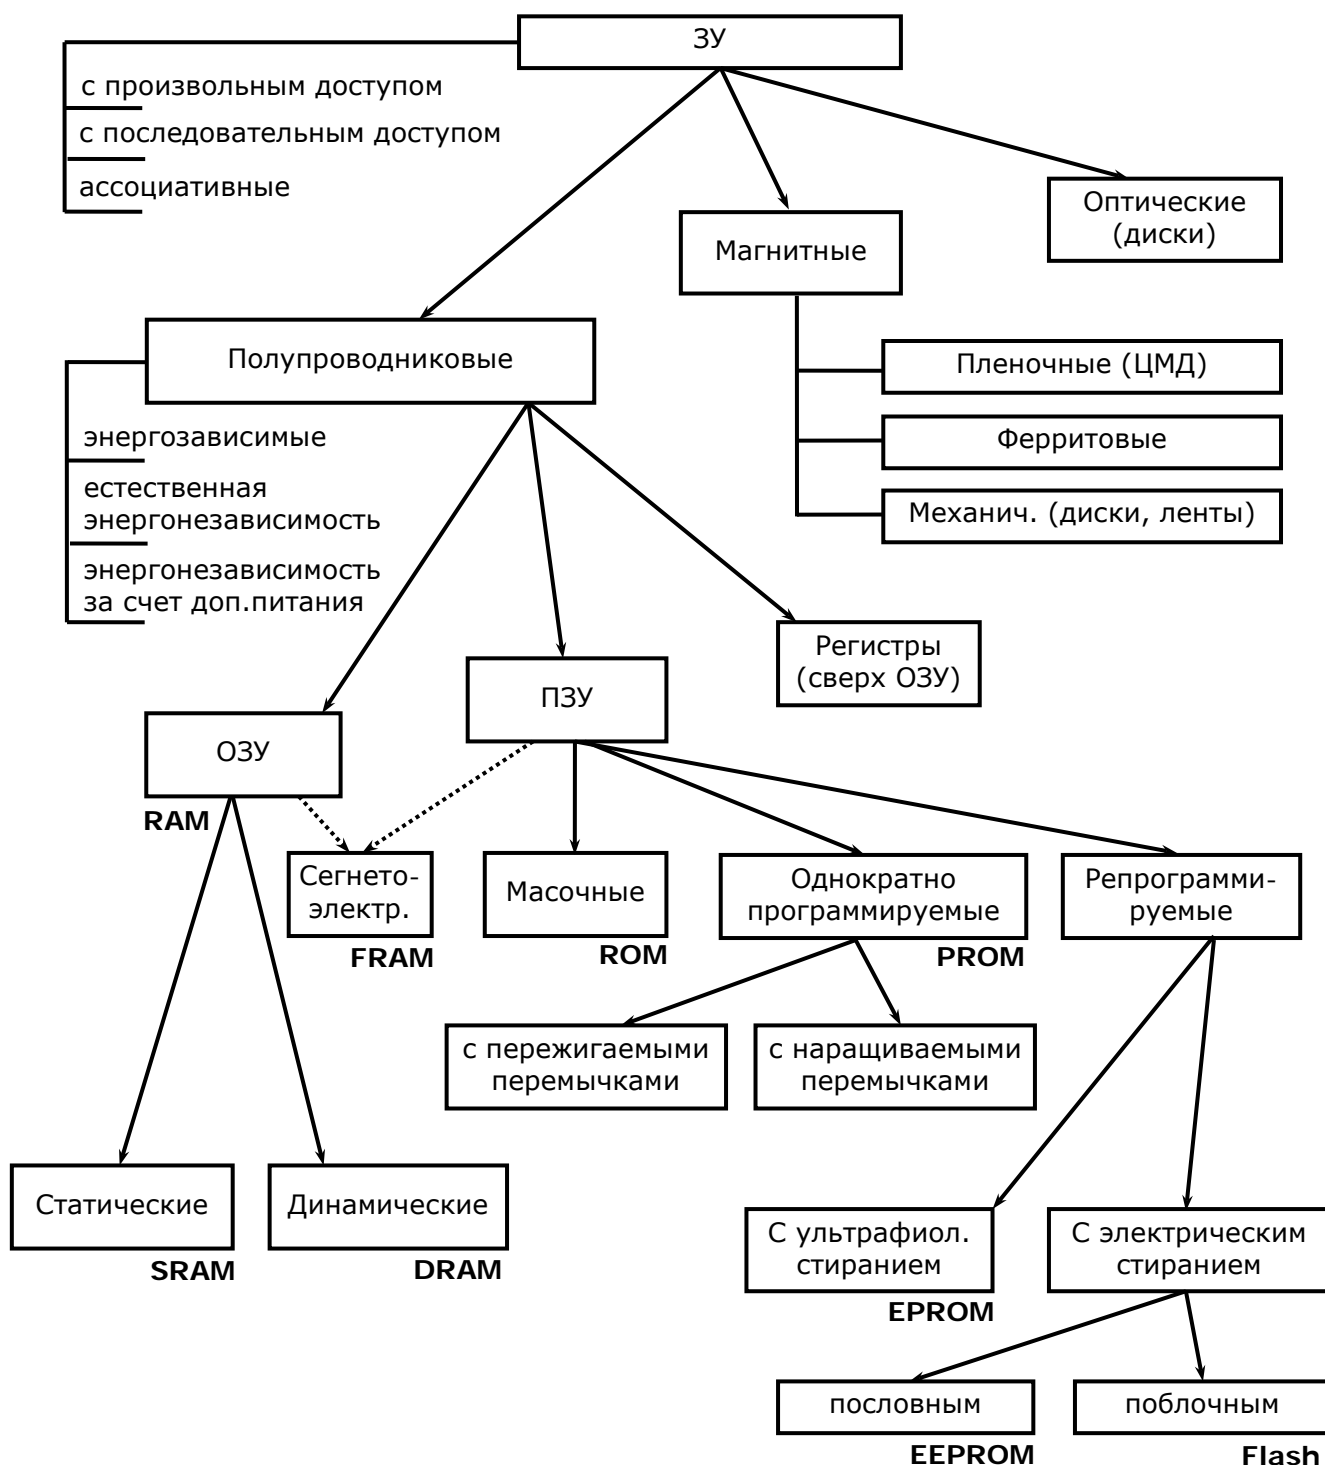 ЗУ
с произвольным доступом
с последовательным доступом
ассоциативные
Оптические
(диски)
Магнитные
Полупроводниковые
Пленочные (ЦМД)
Ферритовые
Механич. (диски, ленты)
энергозависимые
естественная
энергонезависимость
энергонезависимость
за счет доп.питания
Регистры
(сверх ОЗУ)
ПЗУ
ОЗУ
RAM
Сегнето-
электр.
FRAM
Масочные
ROM
Однократно
программируемые
PROM
Репрограмми-
руемые
с пережигаемыми
перемычками
с наращиваемыми
перемычками
Статические
SRAM
Динамические
DRAM
С ультрафиол.
стиранием
EPROM
С электрическим
стиранием
пословным
EEPROM
поблочным
Flash